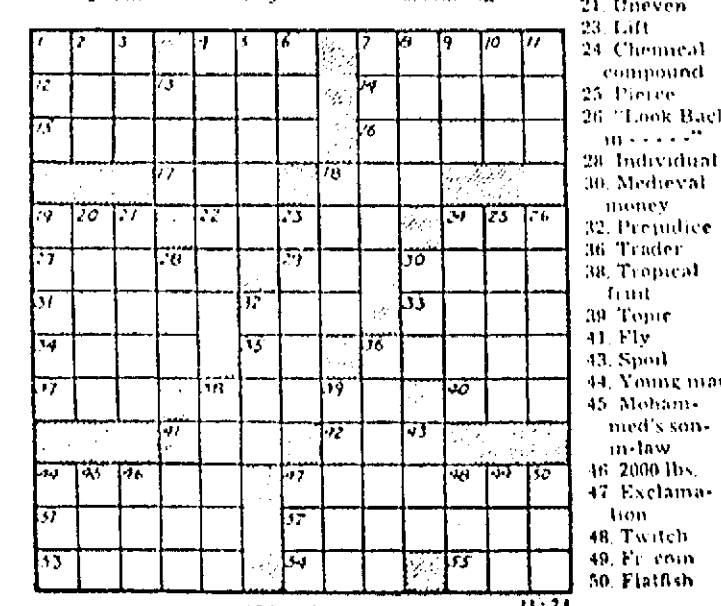 21. Uneven
23. Lift
24 Chemical
compound
25 Pierce
26 "Look Back
in - - - - -"
28 Individual
30. Medieval
money
32. Prejudice
36 Trader
38. Tropical
fruit
39 Topic
41. Fly
43. Spoil
44. Young man
45 Moham-
med's son-
in-law
46 2000 lbs.
47 Exclama-
tion
48. Twitch
49. Fr coin
50. Flatfish
1 2 3 4 5 6 7 8 9 10 11
12 13 14
15 16
17 18
19 20 21 22 23 24 25 26
27 28 29 30
31 32 33
34 35 36
37 38 39 40
41 42 43
44 45 46 47 48 49 50
51 52
53 54 55